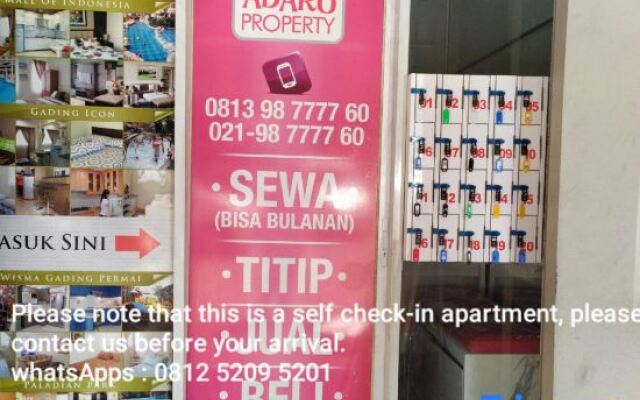 MALL OF INDONESIA
GADING ICON
ASUK SINI
WISMA GADING PERMAI
PALADIAN PARK
ADARO
PROPERTY
0813 98 7777 60
021-98 7777 60
• SEWA •
(BISA BULANAN)
• TITIP •
• JUAL •
• BELI •
01 02 03 04 05
06 07 08 09 10
11 12 13 14 15
16 17 18 19 20
Please note that this is a self check-in apartment, please
contact us before your arrival.
whatsApps : 0812 5209 5201